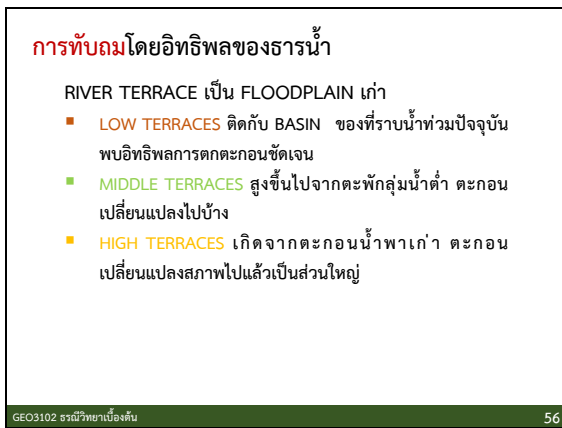 การทับถมโดยอิทธิพลของธารน้ำ
RIVER TERRACE เป็น FLOODPLAIN เก่า
LOW TERRACES ติดกับ BASIN ของที่ราบน้ำท่วมปัจจุบัน
พบอิทธิพลการตกตะกอนชัดเจน
MIDDLE TERRACES สูงขึ้นไปจากตะพักลุ่มน้ำต่ำ ตะกอน
เปลี่ยนแปลงไปบ้าง
HIGH TERRACES เกิดจากตะกอนน้ำพาเก่า ตะกอน
เปลี่ยนแปลงสภาพไปแล้วเป็นส่วนใหญ่
GEO3102 ธรณีวิทยาเบื้องต้น 56